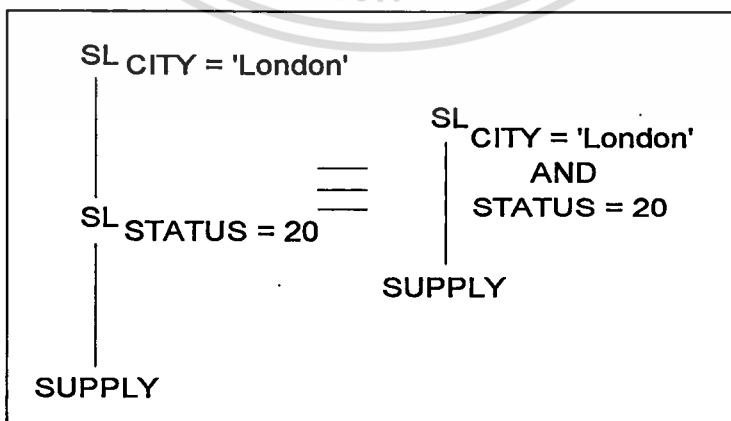 SL CITY = 'London'
SL STATUS = 20
SUPPLY
SL CITY = 'London'
AND
STATUS = 20
SUPPLY